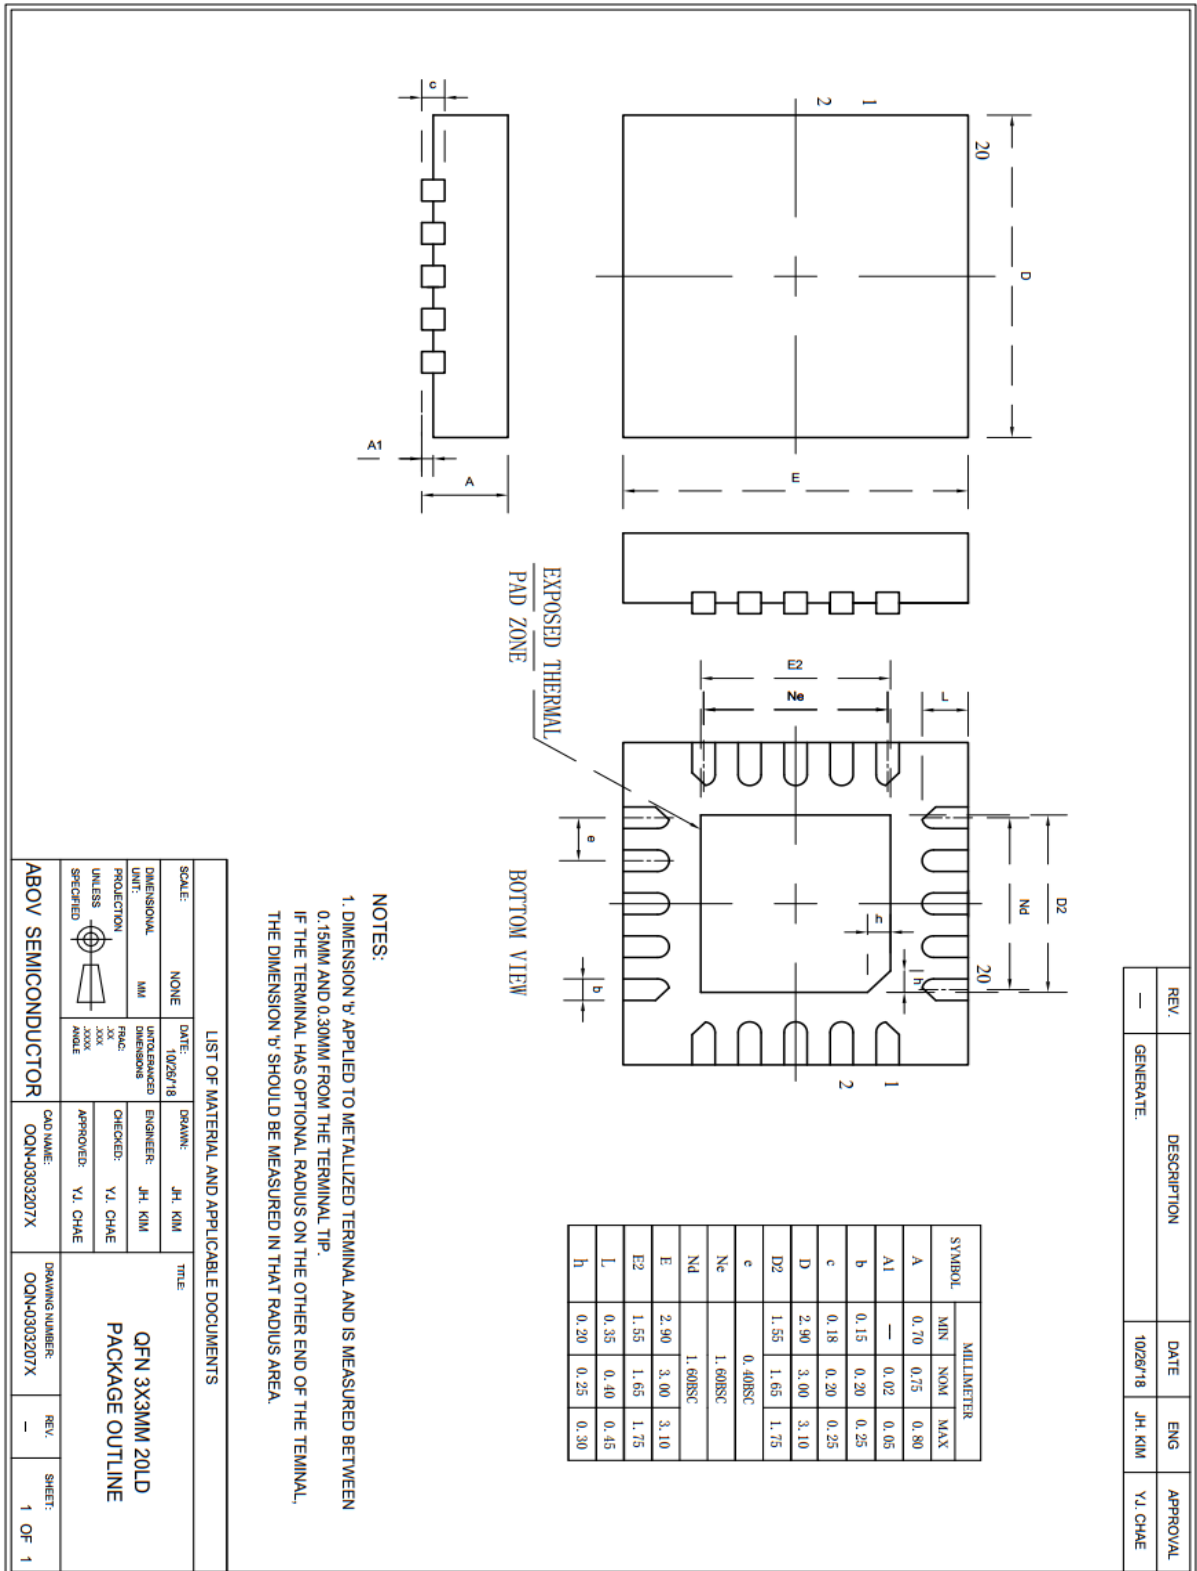 REV. DESCRIPTION DATE ENG APPROVAL
— GENERATE. 10/26/'18 JH. KIM YJ. CHAE
20
1
2
D
E
c
A1
A
EXPOSED THERMAL
PAD ZONE
D2
Nd
20
L
E2
Ne
h
h
1
2
e
b
BOTTOM VIEW
SYMBOL MILLIMETER
MIN NOM MAX
A 0.70 0.75 0.80
A1 — 0.02 0.05
b 0.15 0.20 0.25
c 0.18 0.20 0.25
D 2.90 3.00 3.10
D2 1.55 1.65 1.75
e 0.40BSC
Ne 1.60BSC
Nd 1.60BSC
E 2.90 3.00 3.10
E2 1.55 1.65 1.75
L 0.35 0.40 0.45
h 0.20 0.25 0.30
NOTES:
1. DIMENSION 'b' APPLIED TO METALLIZED TERMINAL AND IS MEASURED BETWEEN
0.15MM AND 0.30MM FROM THE TERMINAL TIP.
IF THE TERMINAL HAS OPTIONAL RADIUS ON THE OTHER END OF THE TEMINAL,
THE DIMENSION 'b' SHOULD BE MEASURED IN THAT RADIUS AREA.
LIST OF MATERIAL AND APPLICABLE DOCUMENTS
SCALE: NONE
DATE: 10/26/'18
DRAWN: JH. KIM
TITLE:
QFN 3X3MM 20LD
PACKAGE OUTLINE
DIMENSIONAL
UNIT: MM
UNTOLERANCED
DIMENSIONS
ENGINEER: JH. KIM
PROJECTION
UNLESS
SPECIFIED
FRAC:
.XX
.XXX
.XXXX
ANGLE
CHECKED: YJ. CHAE
APPROVED: YJ. CHAE
ABOV SEMICONDUCTOR
CAD NAME:
OQN-0303207X
DRAWING NUMBER:
OQN-0303207X
REV.
—
SHEET:
1 OF 1